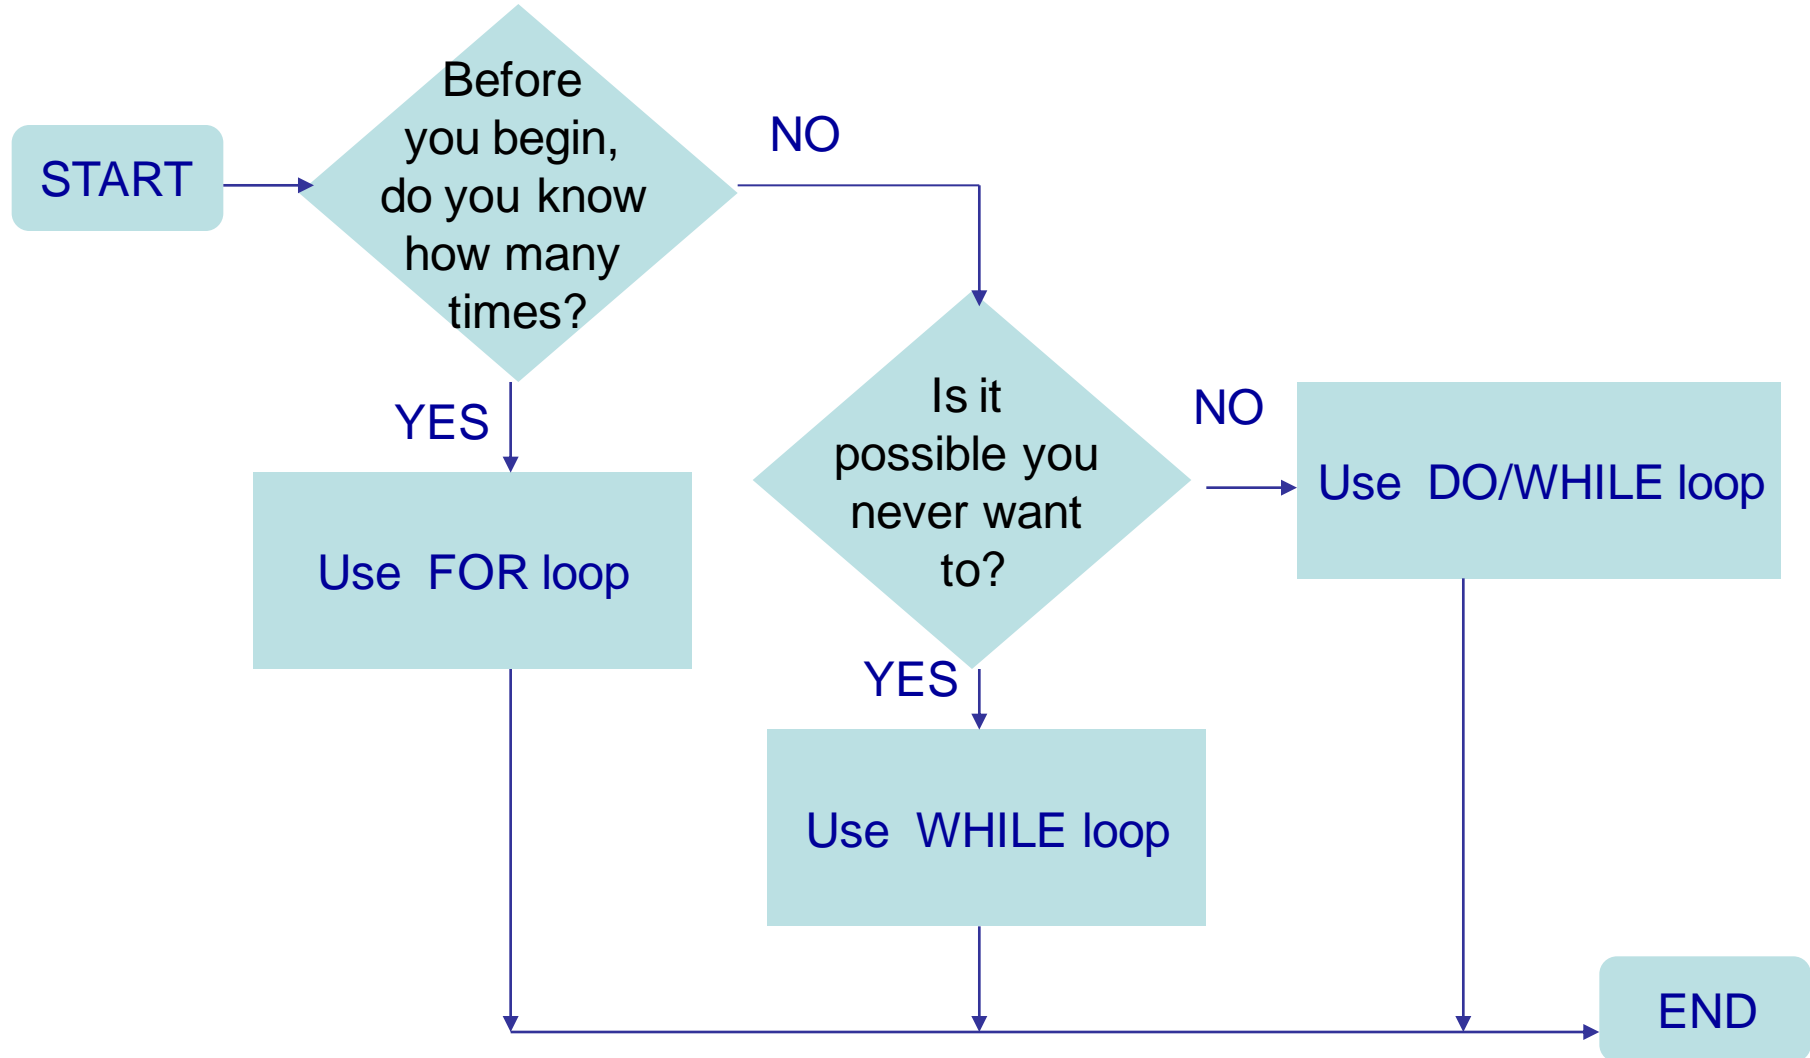 START
Before
you begin,
do you know
how many
times?
NO
YES
Use FOR loop
Is it
possible you
never want
to?
NO
Use DO/WHILE loop
YES
Use WHILE loop
END